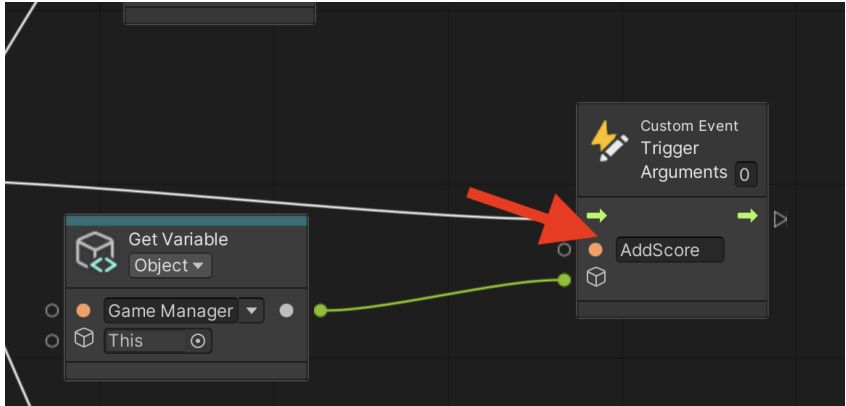 Custom Event
Trigger
Arguments 0
AddScore
Get Variable
Object
Game Manager
This